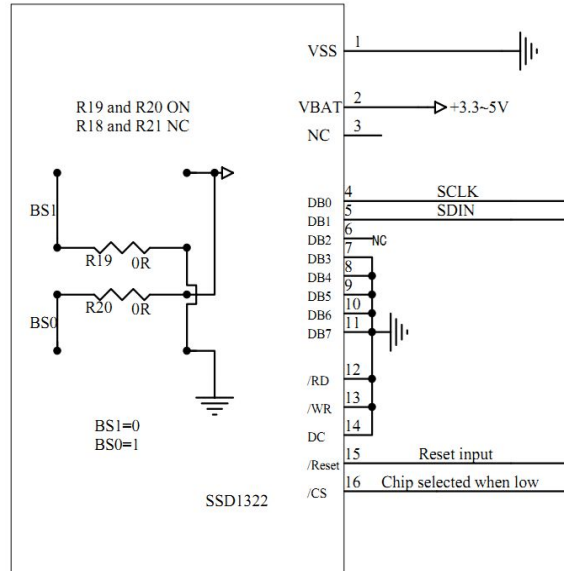 VSS 1
VBAT 2 +3.3~5V
NC 3
R19 and R20 ON
R18 and R21 NC
BS1
R19 0R
R20 0R
BS0
BS1=0
BS0=1
SSD1322
DB0 4 SCLK
DB1 5 SDIN
DB2 6 NC
DB3 7
DB4 8
DB5 9
DB6 10
DB7 11
/RD 12
/WR 13
DC 14
/Reset 15 Reset input
/CS 16 Chip selected when low